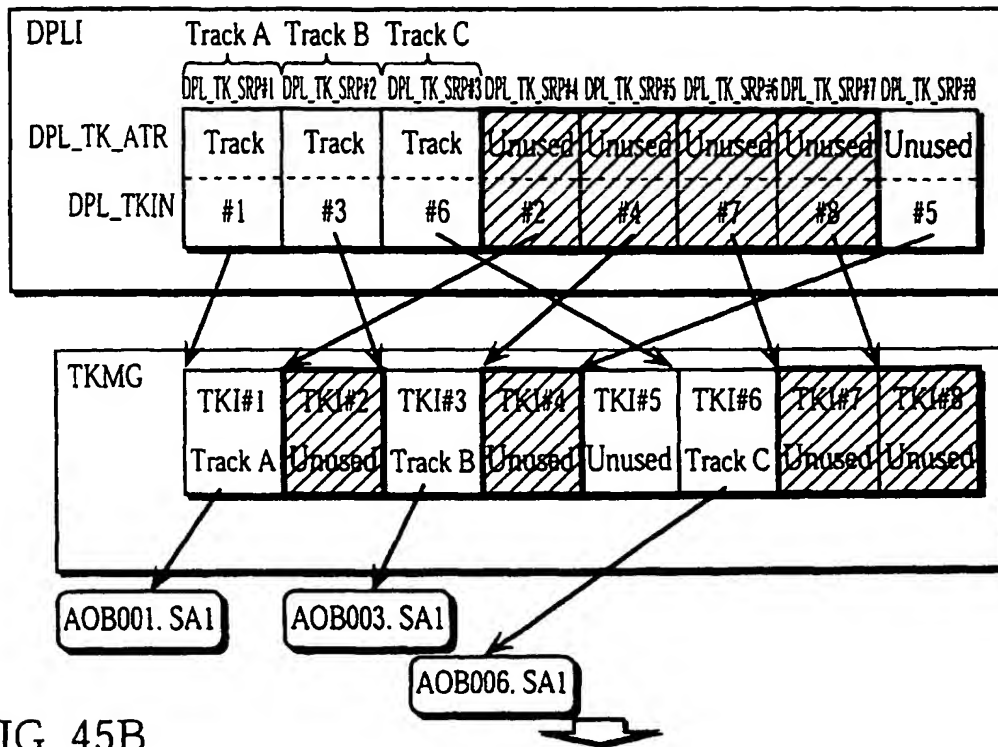 DPLI Track A Track B Track C
DPL_TK_SRP#1 DPL_TK_SRP#2 DPL_TK_SRP#3 DPL_TK_SRP#4 DPL_TK_SRP#5 DPL_TK_SRP#6 DPL_TK_SRP#7 DPL_TK_SRP#8
DPL_TK_ATR Track Track Track Unused Unused Unused Unused Unused
DPL_TKIN #1 #3 #6 #2 #4 #7 #8 #5
TKMG TKI#1 TKI#2 TKI#3 TKI#4 TKI#5 TKI#6 TKI#7 TKI#8
Track A Unused Track B Unused Unused Track C Unused Unused
AOB001. SA1 AOB003. SA1
AOB006. SA1
IG. 45B